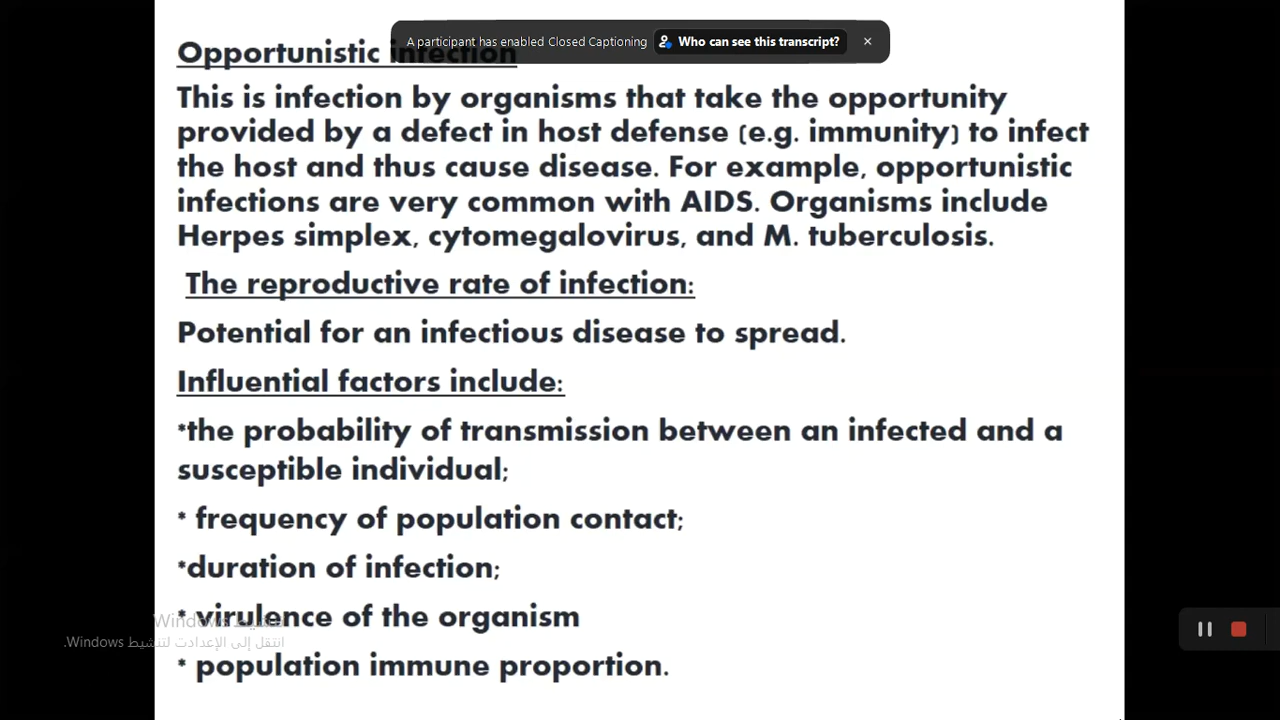 A participant has enabled Closed Captioning Who can see this transcript? ×
Opportunistic infection
This is infection by organisms that take the opportunity
provided by a defect in host defense (e.g. immunity) to infect
the host and thus cause disease. For example, opportunistic
infections are very common with AIDS. Organisms include
Herpes simplex, cytomegalovirus, and M. tuberculosis.
The reproductive rate of infection:
Potential for an infectious disease to spread.
Influential factors include:
*the probability of transmission between an infected and a
susceptible individual;
* frequency of population contact;
*duration of infection;
* virulence of the organism
تنشيط Windows
انتقل إلى الإعدادات لتنشيط Windows.
* population immune proportion.